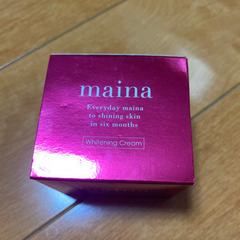 maina
Everyday maina
to shining skin
in six months
Whitening Cream